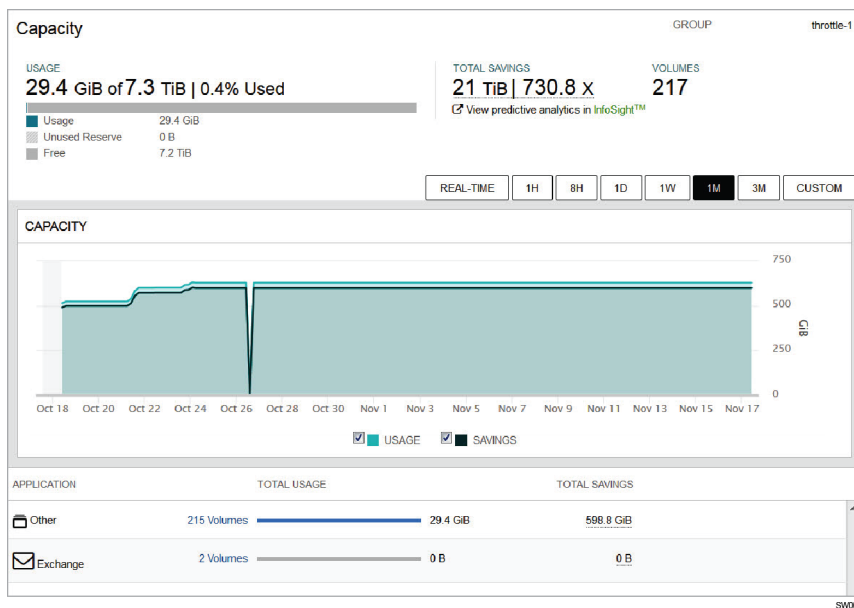 Capacity
GROUP throttle-1
USAGE
29.4 GiB of 7.3 TiB | 0.4% Used
Usage 29.4 GiB
Unused Reserve 0 B
Free 7.2 TiB
TOTAL SAVINGS
21 TiB | 730.8 X
View predictive analytics in InfoSight™
VOLUMES
217
REAL-TIME 1H 8H 1D 1W 1M 3M CUSTOM
CAPACITY
750
500
250
0
GiB
Oct 18 Oct 20 Oct 22 Oct 24 Oct 26 Oct 28 Oct 30 Nov 1 Nov 3 Nov 5 Nov 7 Nov 9 Nov 11 Nov 13 Nov 15 Nov 17
USAGE SAVINGS
APPLICATION TOTAL USAGE TOTAL SAVINGS
Other 215 Volumes 29.4 GiB 598.8 GiB
Exchange 2 Volumes 0 B 0 B